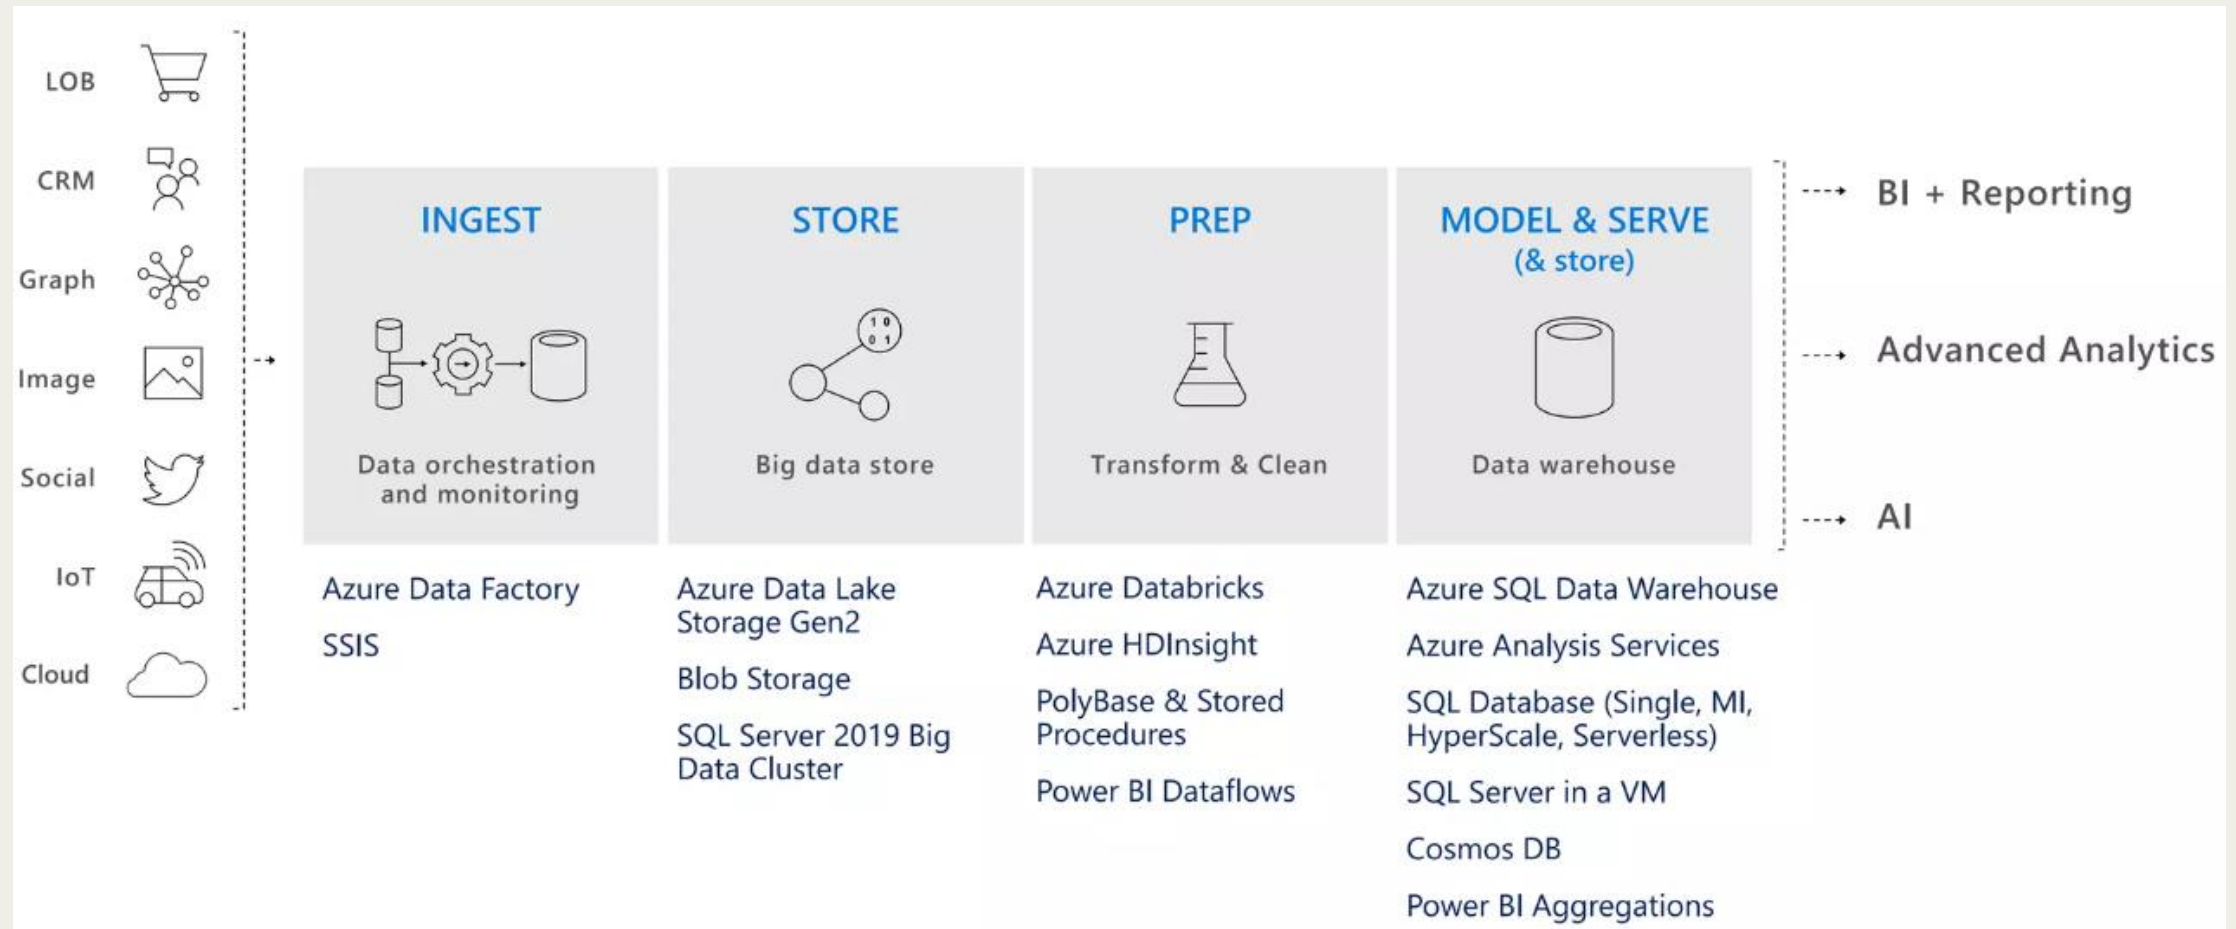 LOB
CRM
Graph
Image
Social
IoT
Cloud
INGEST
Data orchestration
and monitoring
Azure Data Factory
SSIS
STORE
1 0
0 1
Big data store
Azure Data Lake
Storage Gen2
Blob Storage
SQL Server 2019 Big
Data Cluster
PREP
Transform & Clean
Azure Databricks
Azure HDInsight
PolyBase & Stored
Procedures
Power BI Dataflows
MODEL & SERVE
(& store)
Data warehouse
Azure SQL Data Warehouse
Azure Analysis Services
SQL Database (Single, MI,
HyperScale, Serverless)
SQL Server in a VM
Cosmos DB
Power BI Aggregations
BI + Reporting
Advanced Analytics
AI